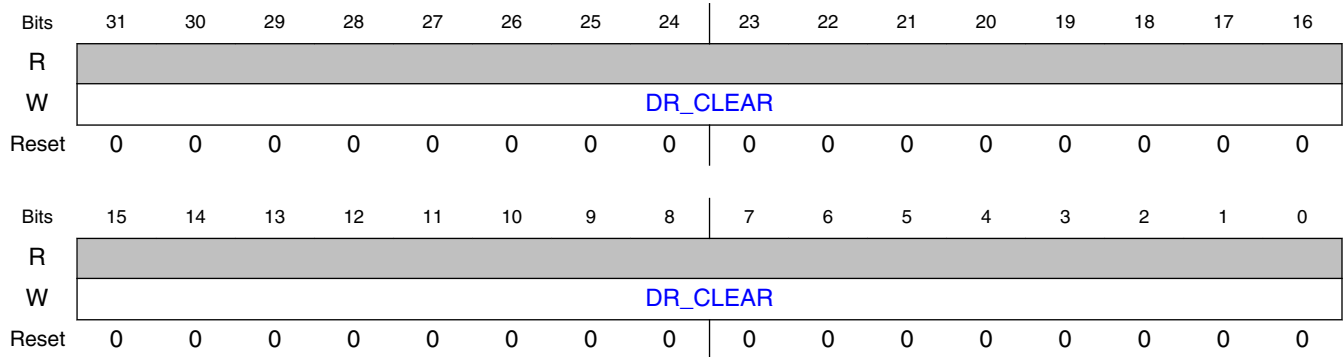 Bits 31 30 29 28 27 26 25 24 23 22 21 20 19 18 17 16
R
W DR_CLEAR
Reset 0 0 0 0 0 0 0 0 0 0 0 0 0 0 0 0
Bits 15 14 13 12 11 10 9 8 7 6 5 4 3 2 1 0
R
W DR_CLEAR
Reset 0 0 0 0 0 0 0 0 0 0 0 0 0 0 0 0